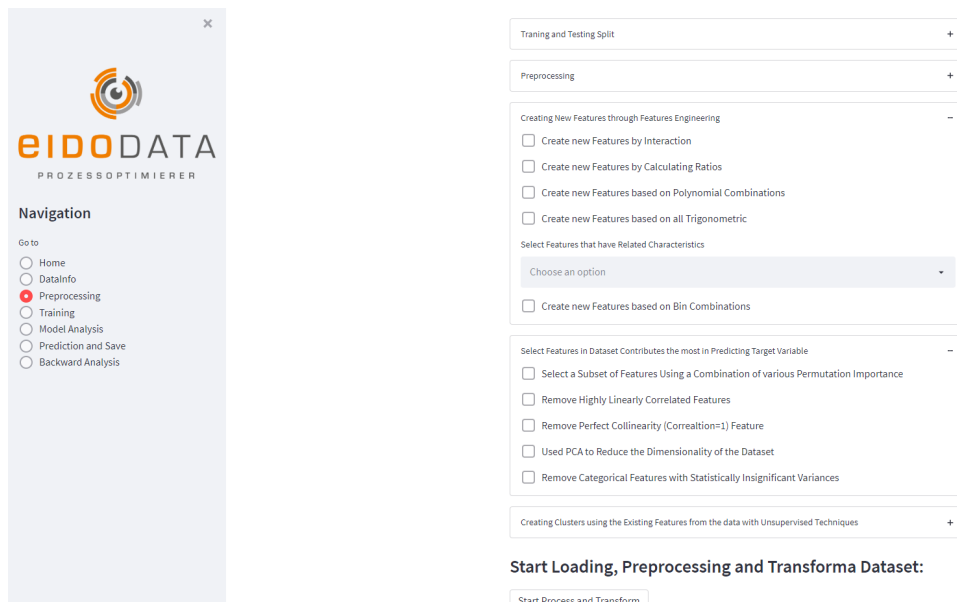 EIDODATA
PROZESSOPTIMIERER
Navigation
Go to
Home
DataInfo
Preprocessing
Training
Model Analysis
Prediction and Save
Backward Analysis
Traning and Testing Split
Preprocessing
Creating New Features through Features Engineering
Create new Features by Interaction
Create new Features by Calculating Ratios
Create new Features based on Polynomial Combinations
Create new Features based on all Trigonometric
Select Features that have Related Characteristics
Choose an option
Create new Features based on Bin Combinations
Select Features in Dataset Contributes the most in Predicting Target Variable
Select a Subset of Features Using a Combination of various Permutation Importance
Remove Highly Linearly Correlated Features
Remove Perfect Collinearity (Correaltion=1) Feature
Used PCA to Reduce the Dimensionality of the Dataset
Remove Categorical Features with Statistically Insignificant Variances
Creating Clusters using the Existing Features from the data with Unsupervised Techniques
Start Loading, Preprocessing and Transforma Dataset:
Start Process and Transform